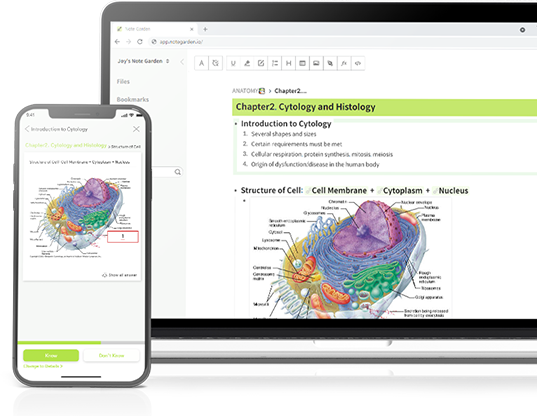 Note Garden
app.notegarden.io/
Jay's Note Garden
Files
Bookmarks
ANATOMY > Chapter2....
Chapter2. Cytology and Histology
Introduction to Cytology
1. Several shapes and sizes
2. Certain requirements must be met
3. Cellular respiration, protein synthesis, mitosis, meiosis
4. Origin of dysfunction/disease in the human body
Structure of Cell: Cell Membrane + Cytoplasm + Nucleus
Chromatin
Nucleolus
Ribosomes
Smooth endoplasmic
reticulum
Cytosol
Lysosome
Mitochondrion
Centrioles
Centrosome
matrix
Nuclear envelope
Nucleus
Plasma
membrane
Rough
endoplasmic
reticulum
Ribosomes
Golgi apparatus
Secretion being released
from cell by exocytosis
9:41
Introduction to Cytology
Chapter2. Cytology and Histology > Structure of Cell
Structure of Cell: Cell Membrane + Cytoplasm + Nucleus
Show all answer
Know
Don't Know
Change to details >